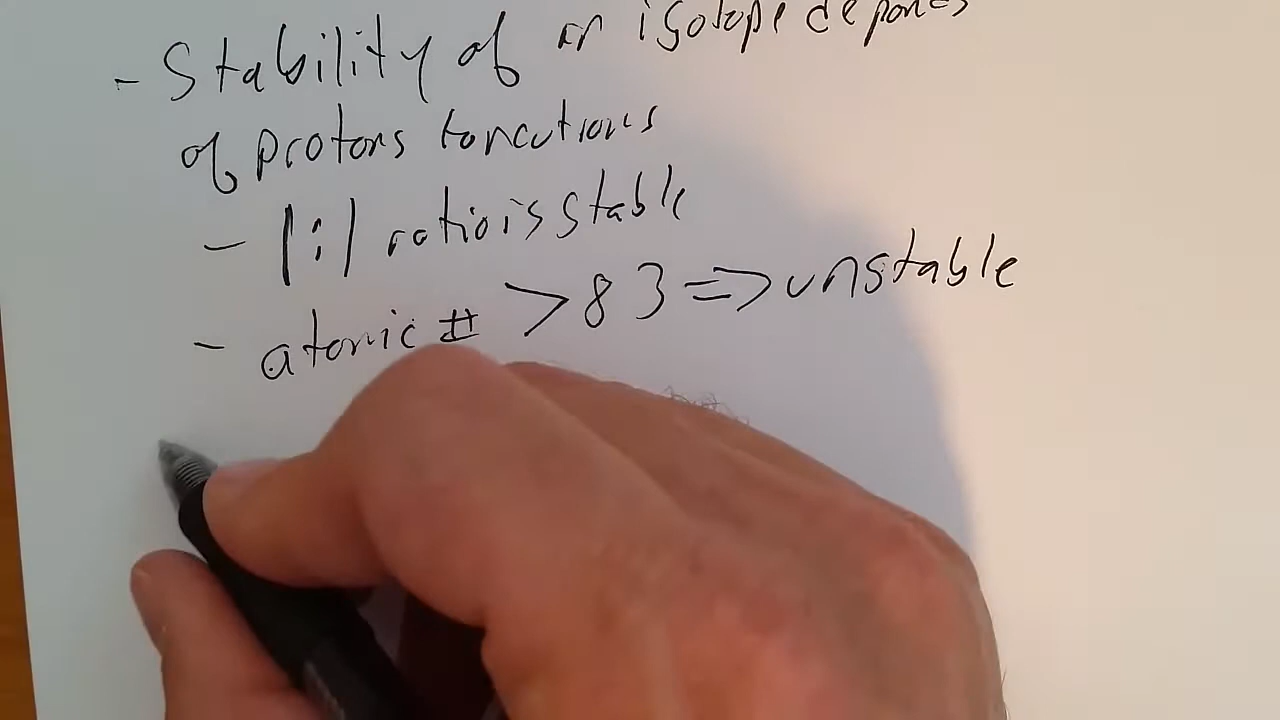 - Stability of an isotope depends
of protons to neutrons
- 1:1 ratio is stable
- atomic # > 83 => unstable